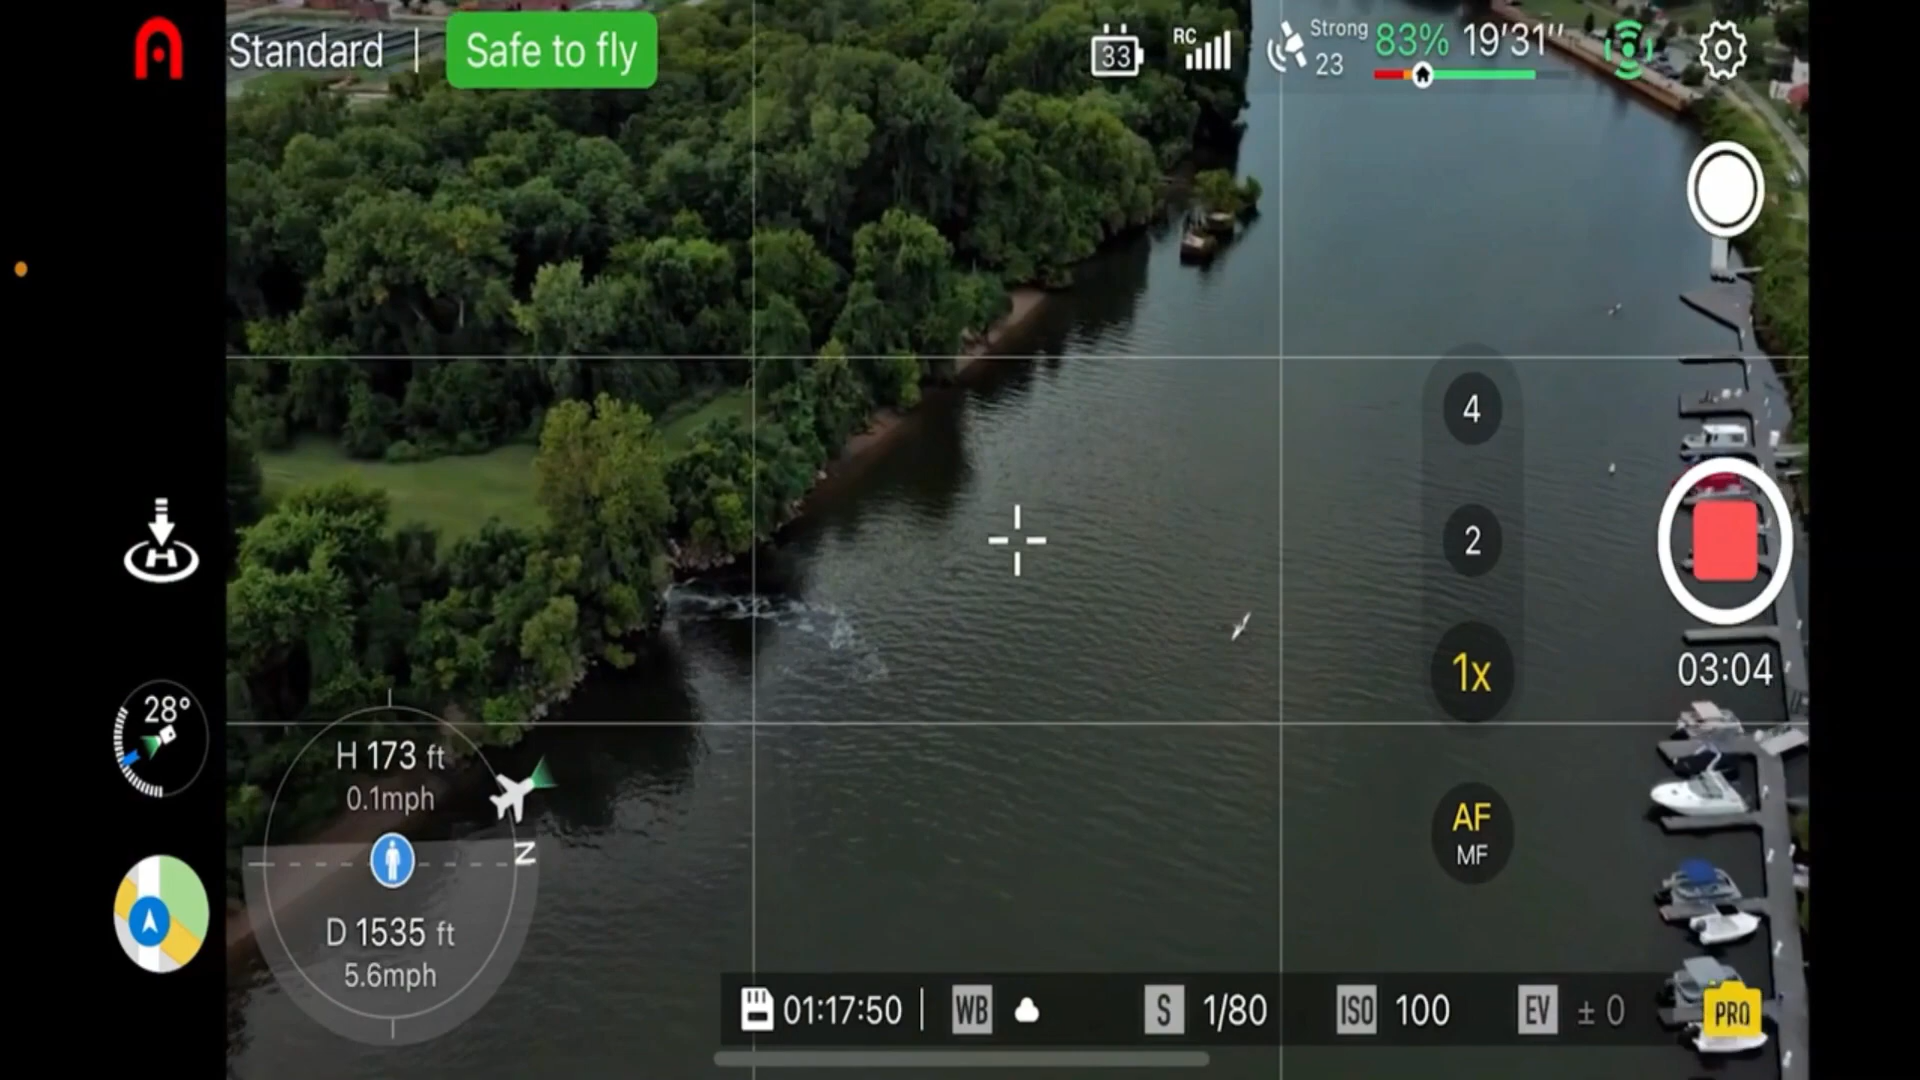 Standard | Safe to fly
33
RC
Strong
23
83% 19'31''
4
2
1x
AF
MF
03:04
28°
H 173 ft
0.1mph
N
D 1535 ft
5.6mph
01:17:50 | WB S 1/80 ISO 100 EV ± 0
PRO